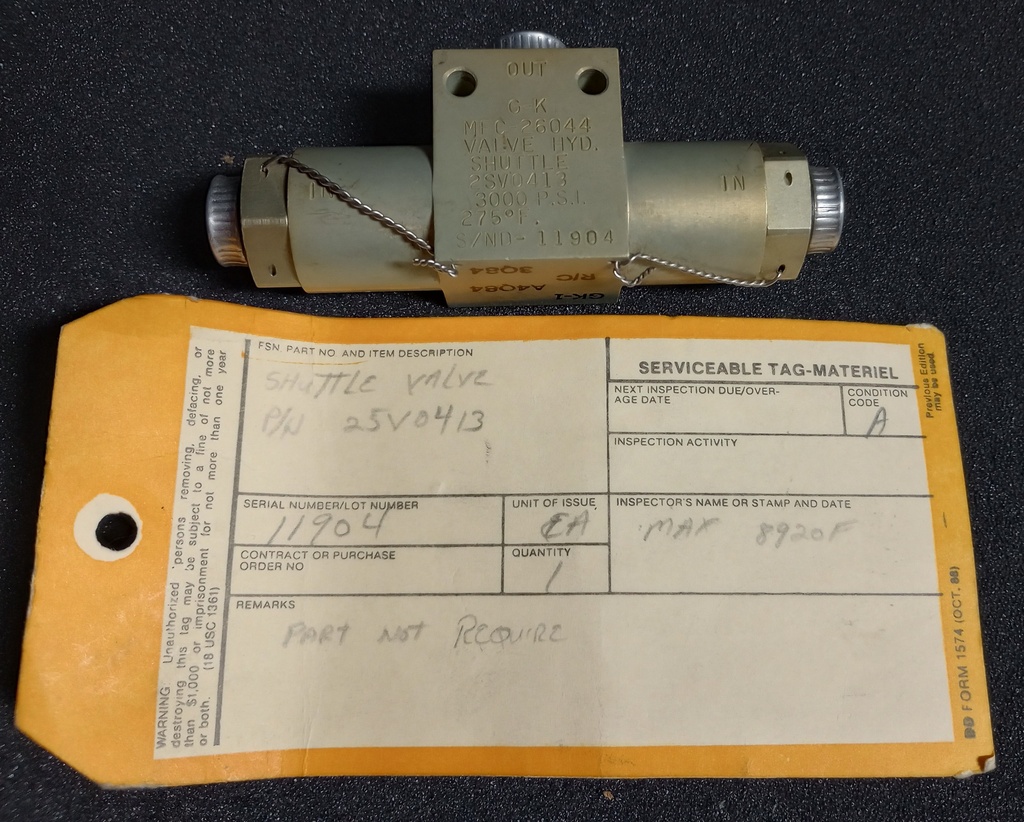 OUT
G-K
MFC 26044
VALVE HYD.
SHUTTLE
2SV0413
3000 P.S.I.
275°F.
S/NO- 11904
IN
IN
R/C 3Q84
GK-1 A4Q84
FSN, PART NO. AND ITEM DESCRIPTION
SHUTTLE VALVE
P/N 25V0413
SERVICEABLE TAG-MATERIEL
NEXT INSPECTION DUE/OVER-
AGE DATE
CONDITION
CODE
A
INSPECTION ACTIVITY
SERIAL NUMBER/LOT NUMBER
11904
UNIT OF ISSUE
EA
INSPECTOR'S NAME OR STAMP AND DATE
MAF 8920F
CONTRACT OR PURCHASE
ORDER NO
QUANTITY
1
REMARKS
PART NOT REQUIRE
WARNING: Unauthorized persons removing, defacing, or
destroying this tag may be subject to a fine of not more
than $1,000 or imprisonment for not more than one year
or both. (18 USC 1361)
Previous Edition
may be used
DD FORM 1574 (OCT. 88)